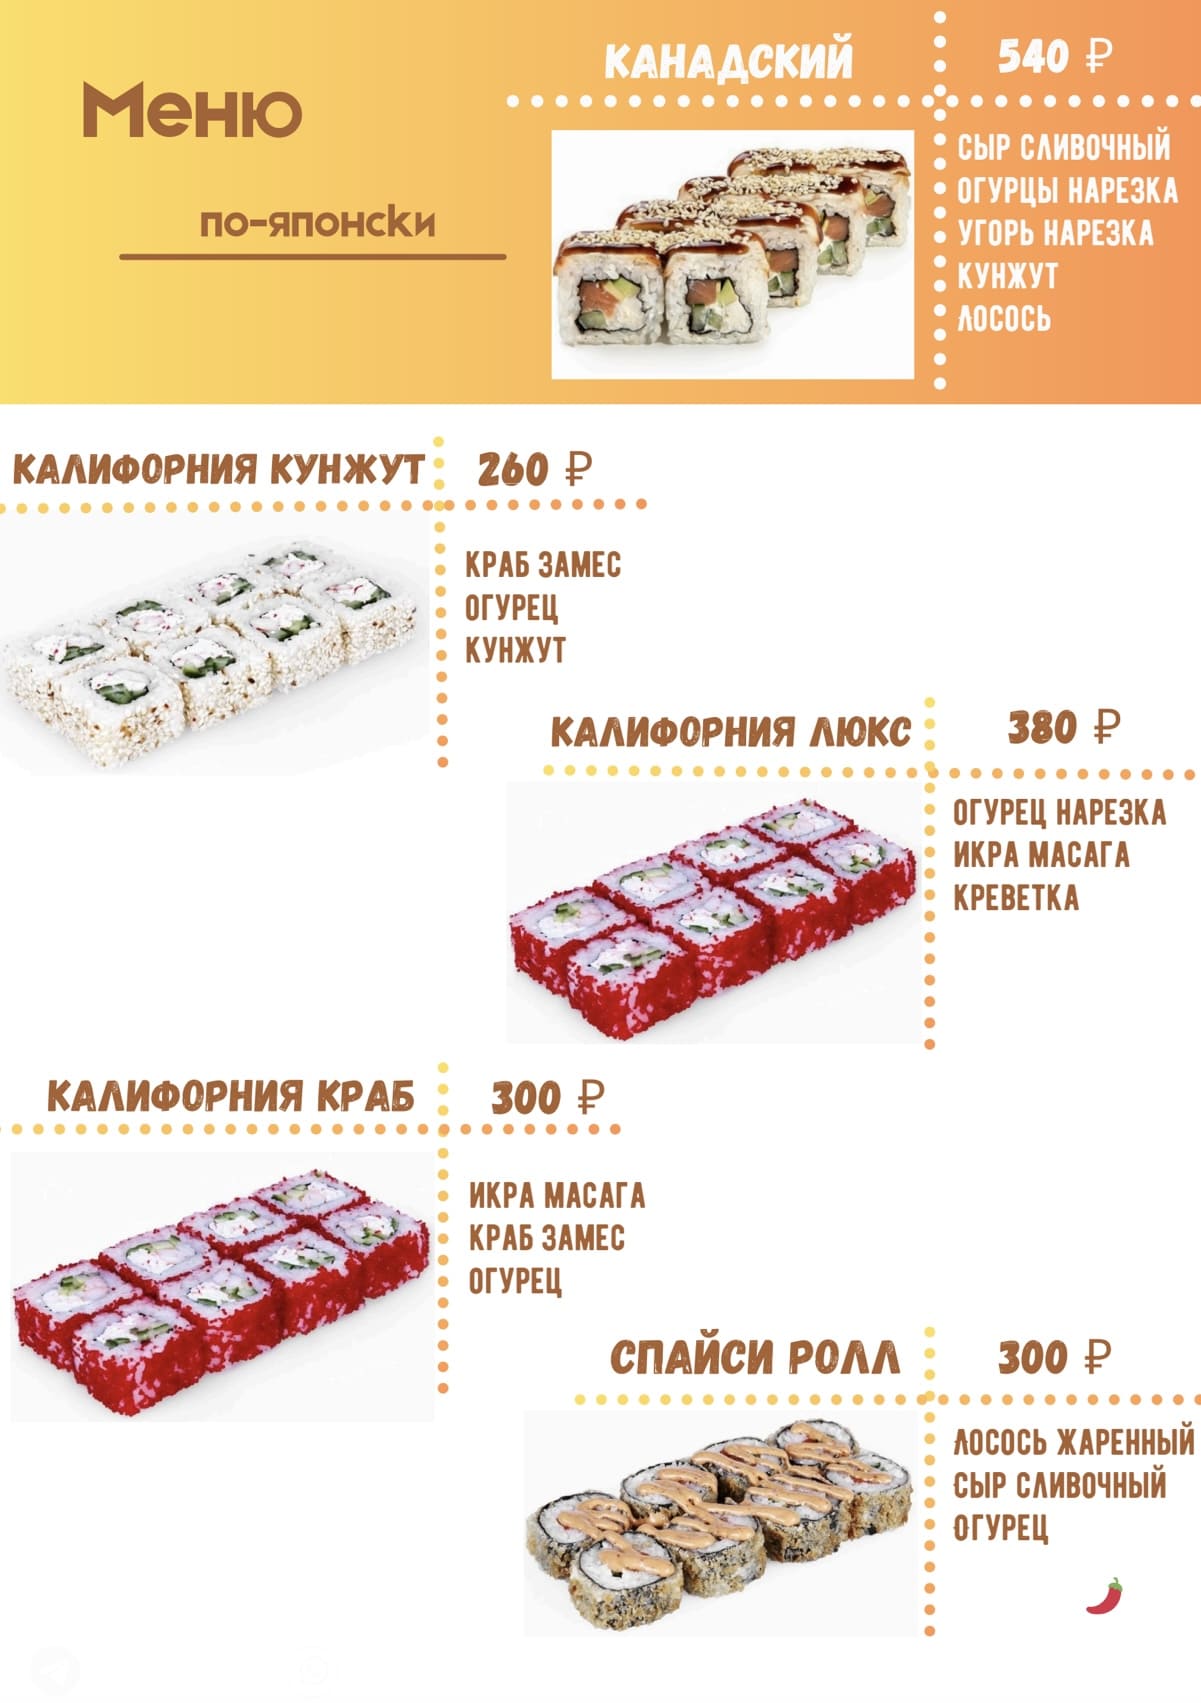 Меню
по-японски
КАНАДСКИЙ
540 ₽
СЫР СЛИВОЧНЫЙ
ОГУРЦЫ НАРЕЗКА
УГОРЬ НАРЕЗКА
КУНЖУТ
ЛОСОСЬ
КАЛИФОРНИЯ КУНЖУТ
260 ₽
КРАБ ЗАМЕС
ОГУРЕЦ
КУНЖУТ
КАЛИФОРНИЯ ЛЮКС
380 ₽
ОГУРЕЦ НАРЕЗКА
ИКРА МАСАГА
КРЕВЕТКА
КАЛИФОРНИЯ КРАБ
300 ₽
ИКРА МАСАГА
КРАБ ЗАМЕС
ОГУРЕЦ
СПАЙСИ РОЛЛ
300 ₽
ЛОСОСЬ ЖАРЕННЫЙ
СЫР СЛИВОЧНЫЙ
ОГУРЕЦ